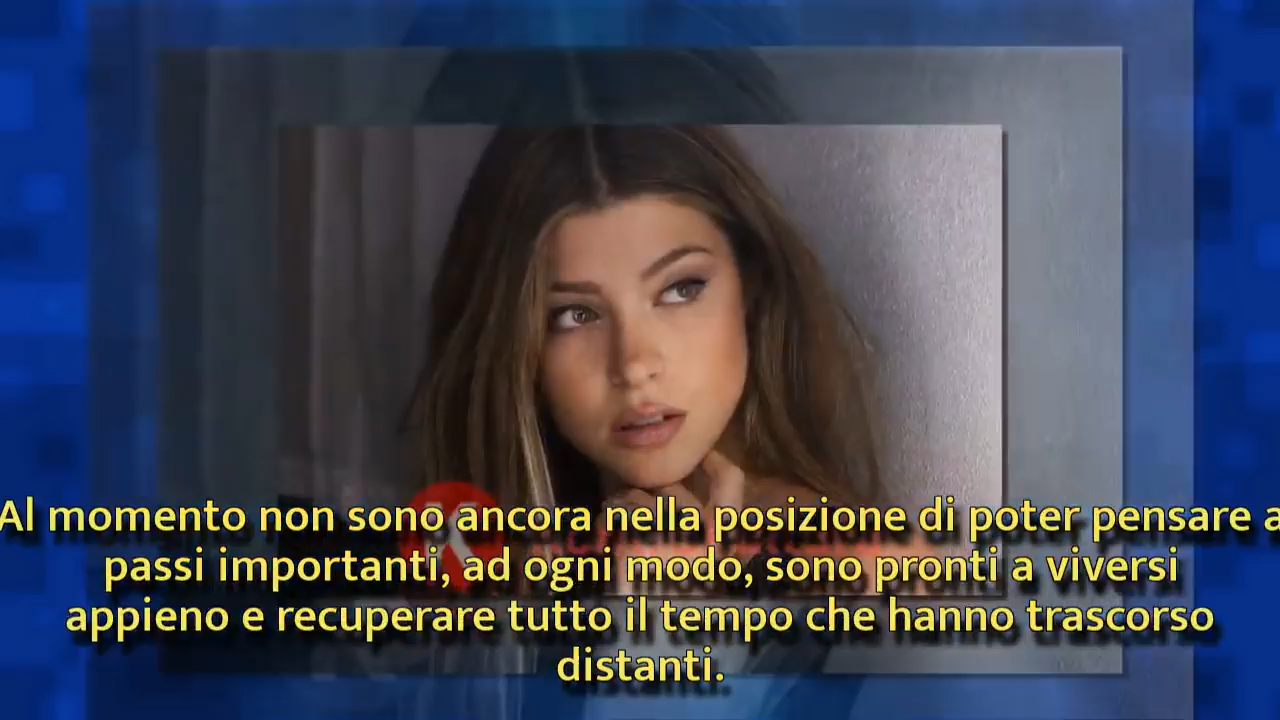 Al momento non sono ancora nella posizione di poter pensare a
passi importanti, ad ogni modo, sono pronti a viversi
appieno e recuperare tutto il tempo che hanno trascorso
distanti.